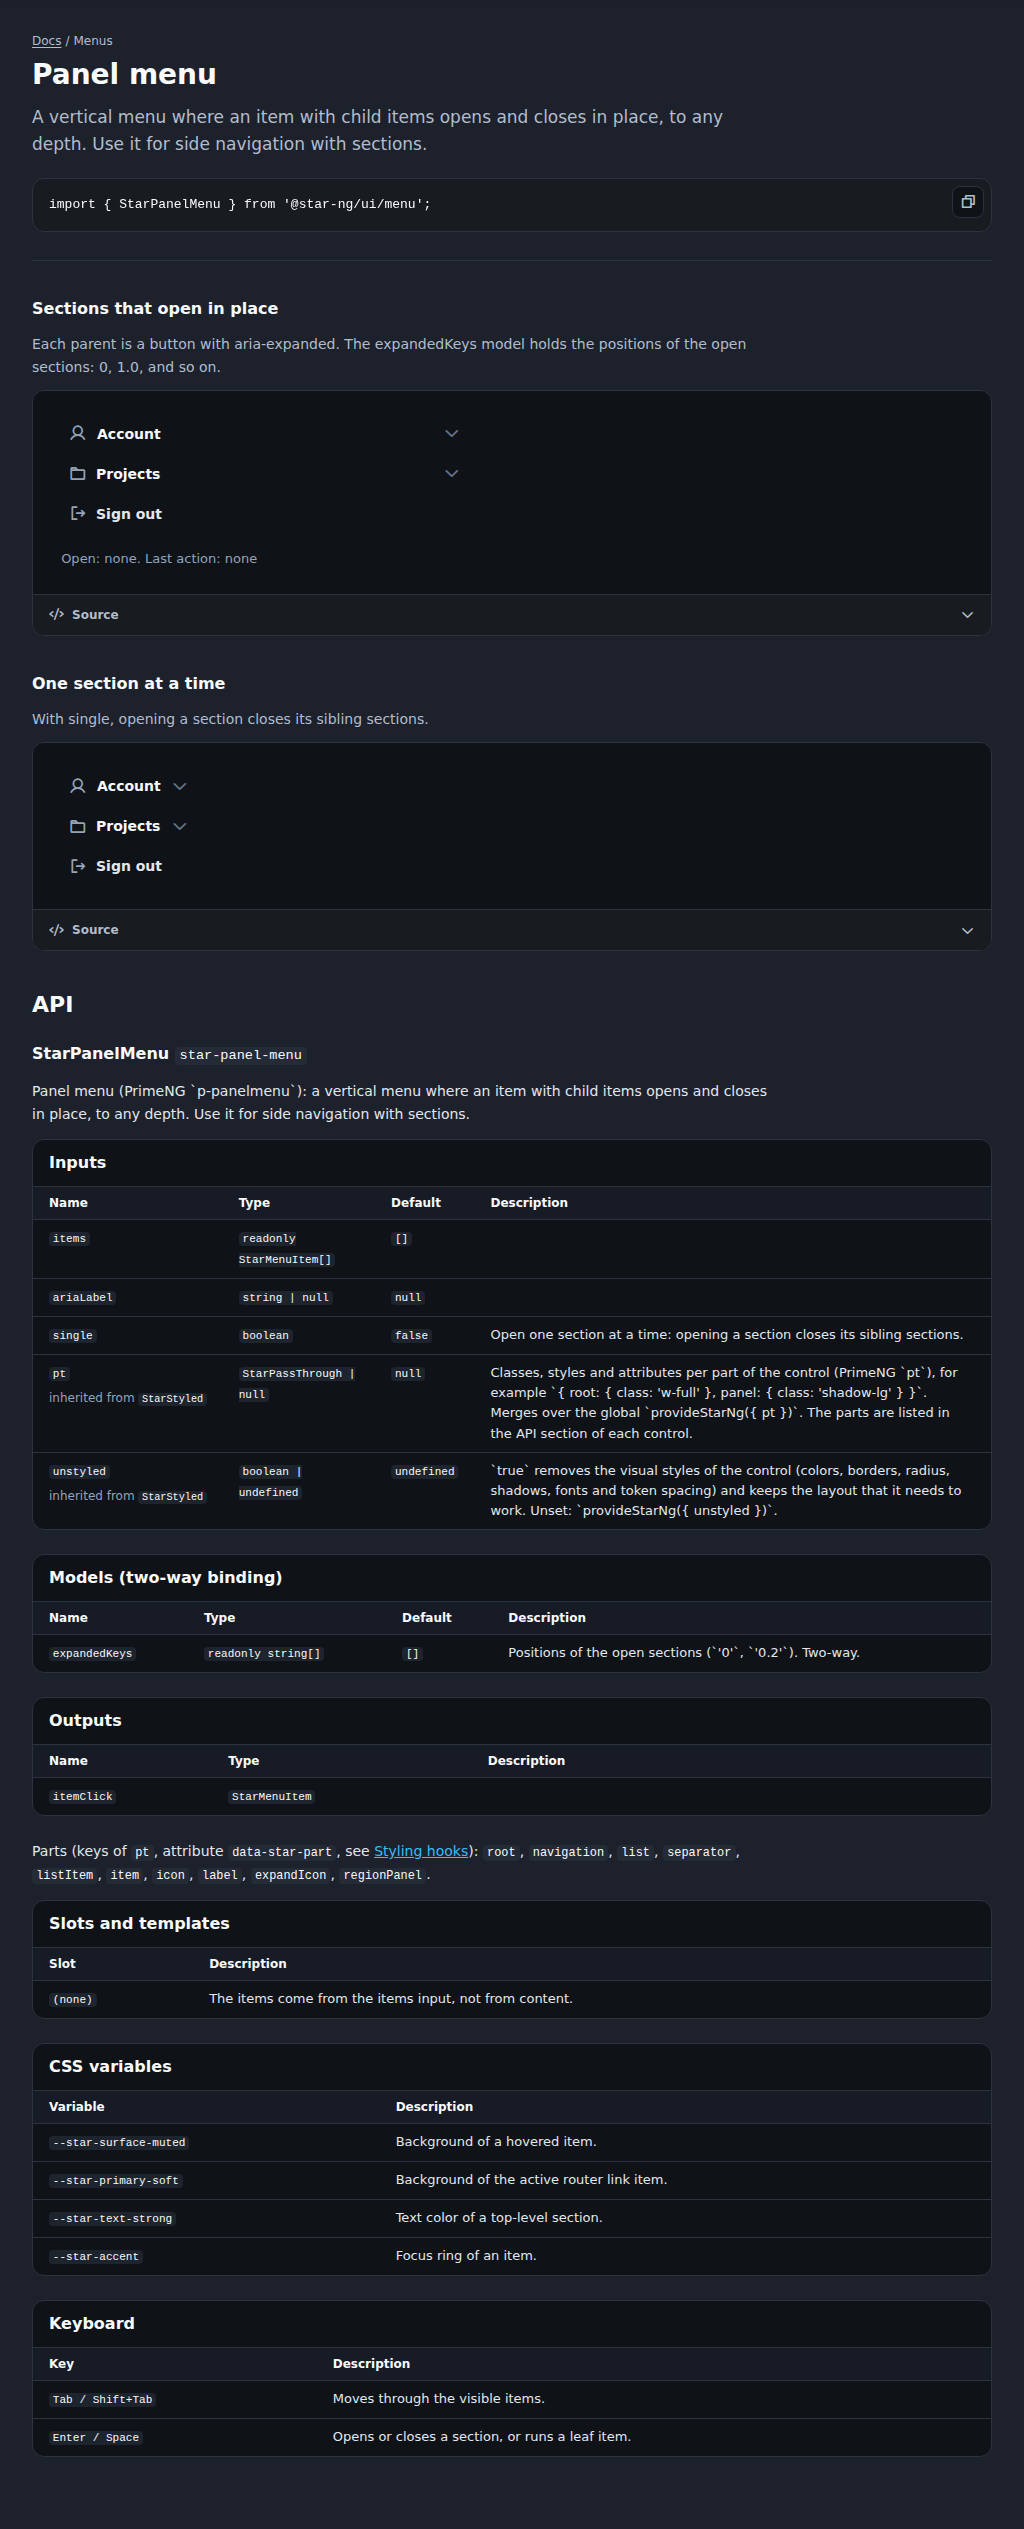 Docs / Menus
Panel menu
A vertical menu where an item with child items opens and closes in place, to any
depth. Use it for side navigation with sections.
import { StarPanelMenu } from '@star-ng/ui/menu';
Sections that open in place
Each parent is a button with aria-expanded. The expandedKeys model holds the positions of the open
sections: 0, 1.0, and so on.
Account
Projects
Sign out
Open: none. Last action: none
Source
One section at a time
With single, opening a section closes its sibling sections.
Account
Projects
Sign out
Source
API
StarPanelMenu star-panel-menu
Panel menu (PrimeNG `p-panelmenu`): a vertical menu where an item with child items opens and closes
in place, to any depth. Use it for side navigation with sections.
Inputs
Name Type Default Description
items readonly StarMenuItem[] []
ariaLabel string | null null
single boolean false Open one section at a time: opening a section closes its sibling sections.
pt StarPassThrough | null null Classes, styles and attributes per part of the control (PrimeNG `pt`), for
inherited from StarStyled example `{ root: { class: 'w-full' }, panel: { class: 'shadow-lg' } }`.
Merges over the global `provideStarNg({ pt })`. The parts are listed in
the API section of each control.
unstyled boolean | undefined undefined `true` removes the visual styles of the control (colors, borders, radius,
inherited from StarStyled shadows, fonts and token spacing) and keeps the layout that it needs to
work. Unset: `provideStarNg({ unstyled })`.
Models (two-way binding)
Name Type Default Description
expandedKeys readonly string[] [] Positions of the open sections (`'0'`, `'0.2'`). Two-way.
Outputs
Name Type Description
itemClick StarMenuItem
Parts (keys of pt, attribute data-star-part, see Styling hooks): root, navigation, list, separator,
listItem, item, icon, label, expandIcon, regionPanel.
Slots and templates
Slot Description
(none) The items come from the items input, not from content.
CSS variables
Variable Description
--star-surface-muted Background of a hovered item.
--star-primary-soft Background of the active router link item.
--star-text-strong Text color of a top-level section.
--star-accent Focus ring of an item.
Keyboard
Key Description
Tab / Shift+Tab Moves through the visible items.
Enter / Space Opens or closes a section, or runs a leaf item.